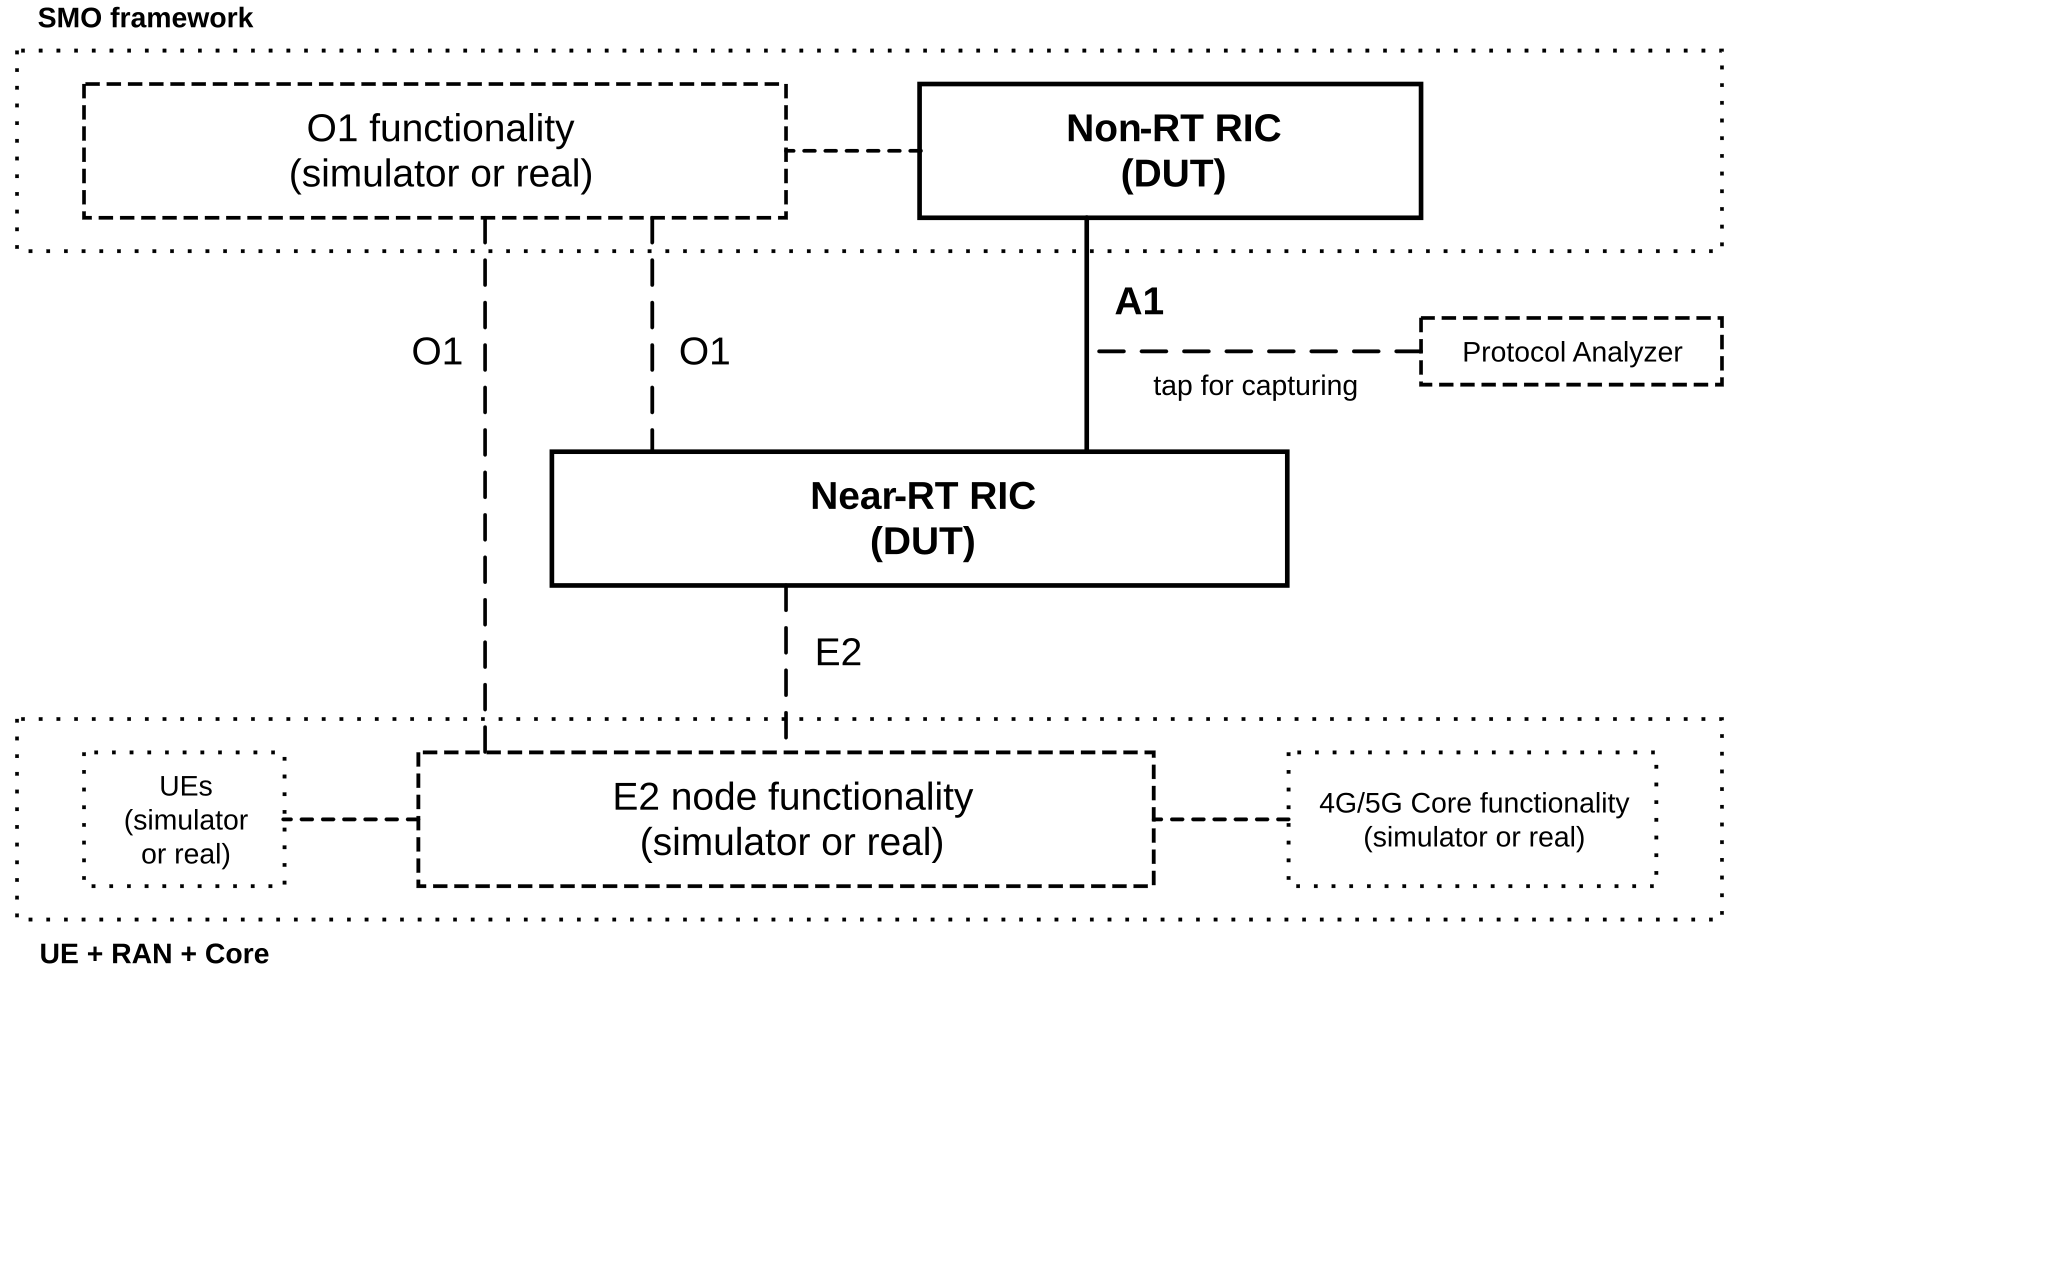 SMO framework
O1 functionality
(simulator or real)
Non-RT RIC
(DUT)
A1
O1
O1
Protocol Analyzer
tap for capturing
Near-RT RIC
(DUT)
E2
UEs
(simulator
or real)
E2 node functionality
(simulator or real)
4G/5G Core functionality
(simulator or real)
UE + RAN + Core